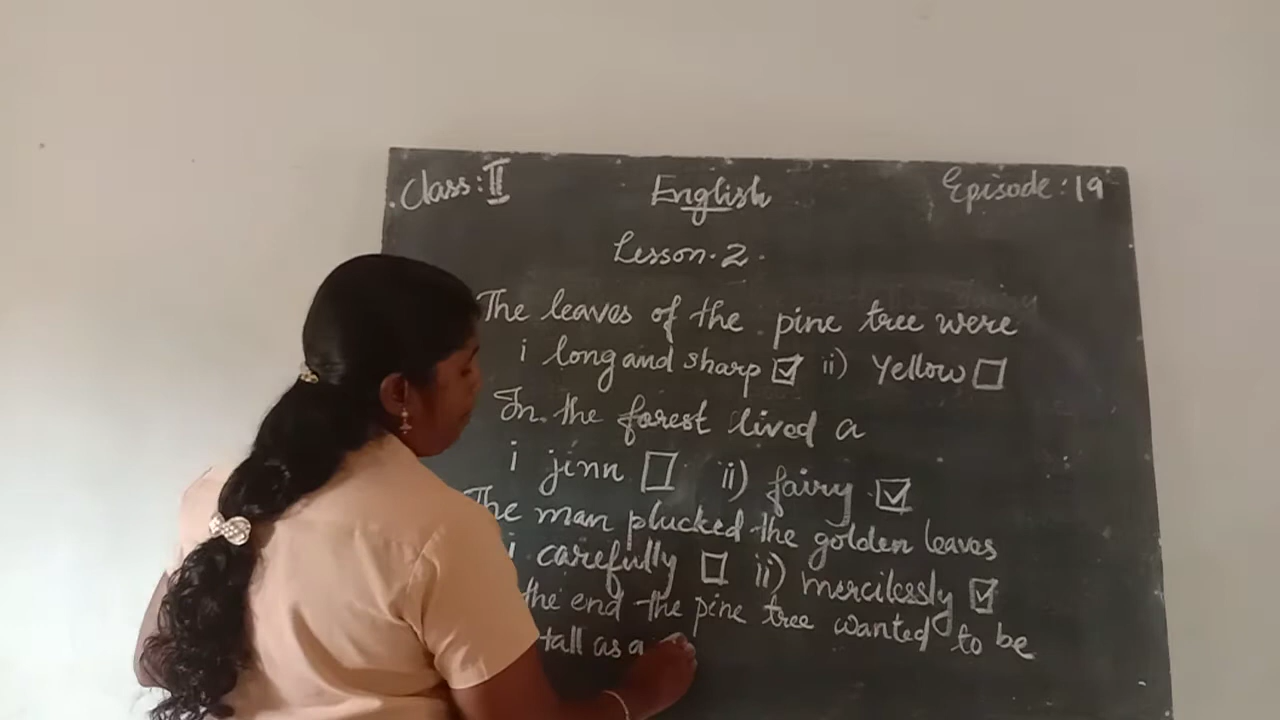 Class: II English Episode: 19
Lesson. 2.
The leaves of the pine tree were
i long and sharp ☑ ii) Yellow ☐
In the forest lived a
i jinn ☐ ii) fairy ☑
The man plucked the golden leaves
i carefully ☐ ii) mercilessly ☑
the end the pine tree wanted to be
tall as a